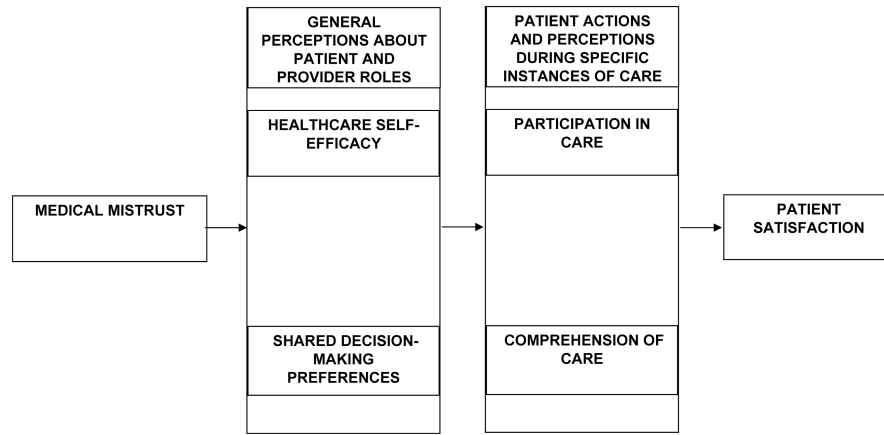 GENERAL
PERCEPTIONS ABOUT
PATIENT AND
PROVIDER ROLES
PATIENT ACTIONS
AND PERCEPTIONS
DURING SPECIFIC
INSTANCES OF CARE
HEALTHCARE SELF-
EFFICACY
PARTICIPATION IN
CARE
MEDICAL MISTRUST
PATIENT
SATISFACTION
SHARED DECISION-
MAKING
PREFERENCES
COMPREHENSION OF
CARE